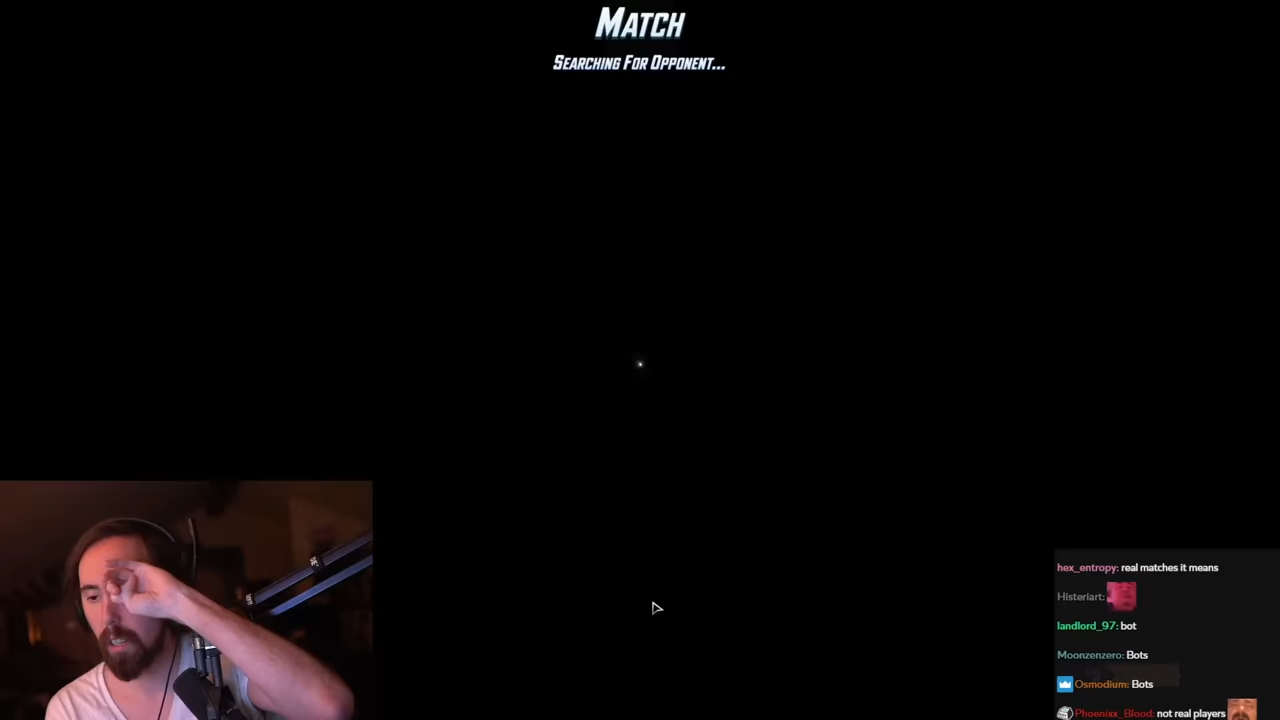 MATCH
SEARCHING FOR OPPONENT...
hex_entropy: real matches it means
Histeriart:
landlord_97: bot
Moonzenzero: Bots
Osmodium: Bots
Phoenixx_Blood: not real players